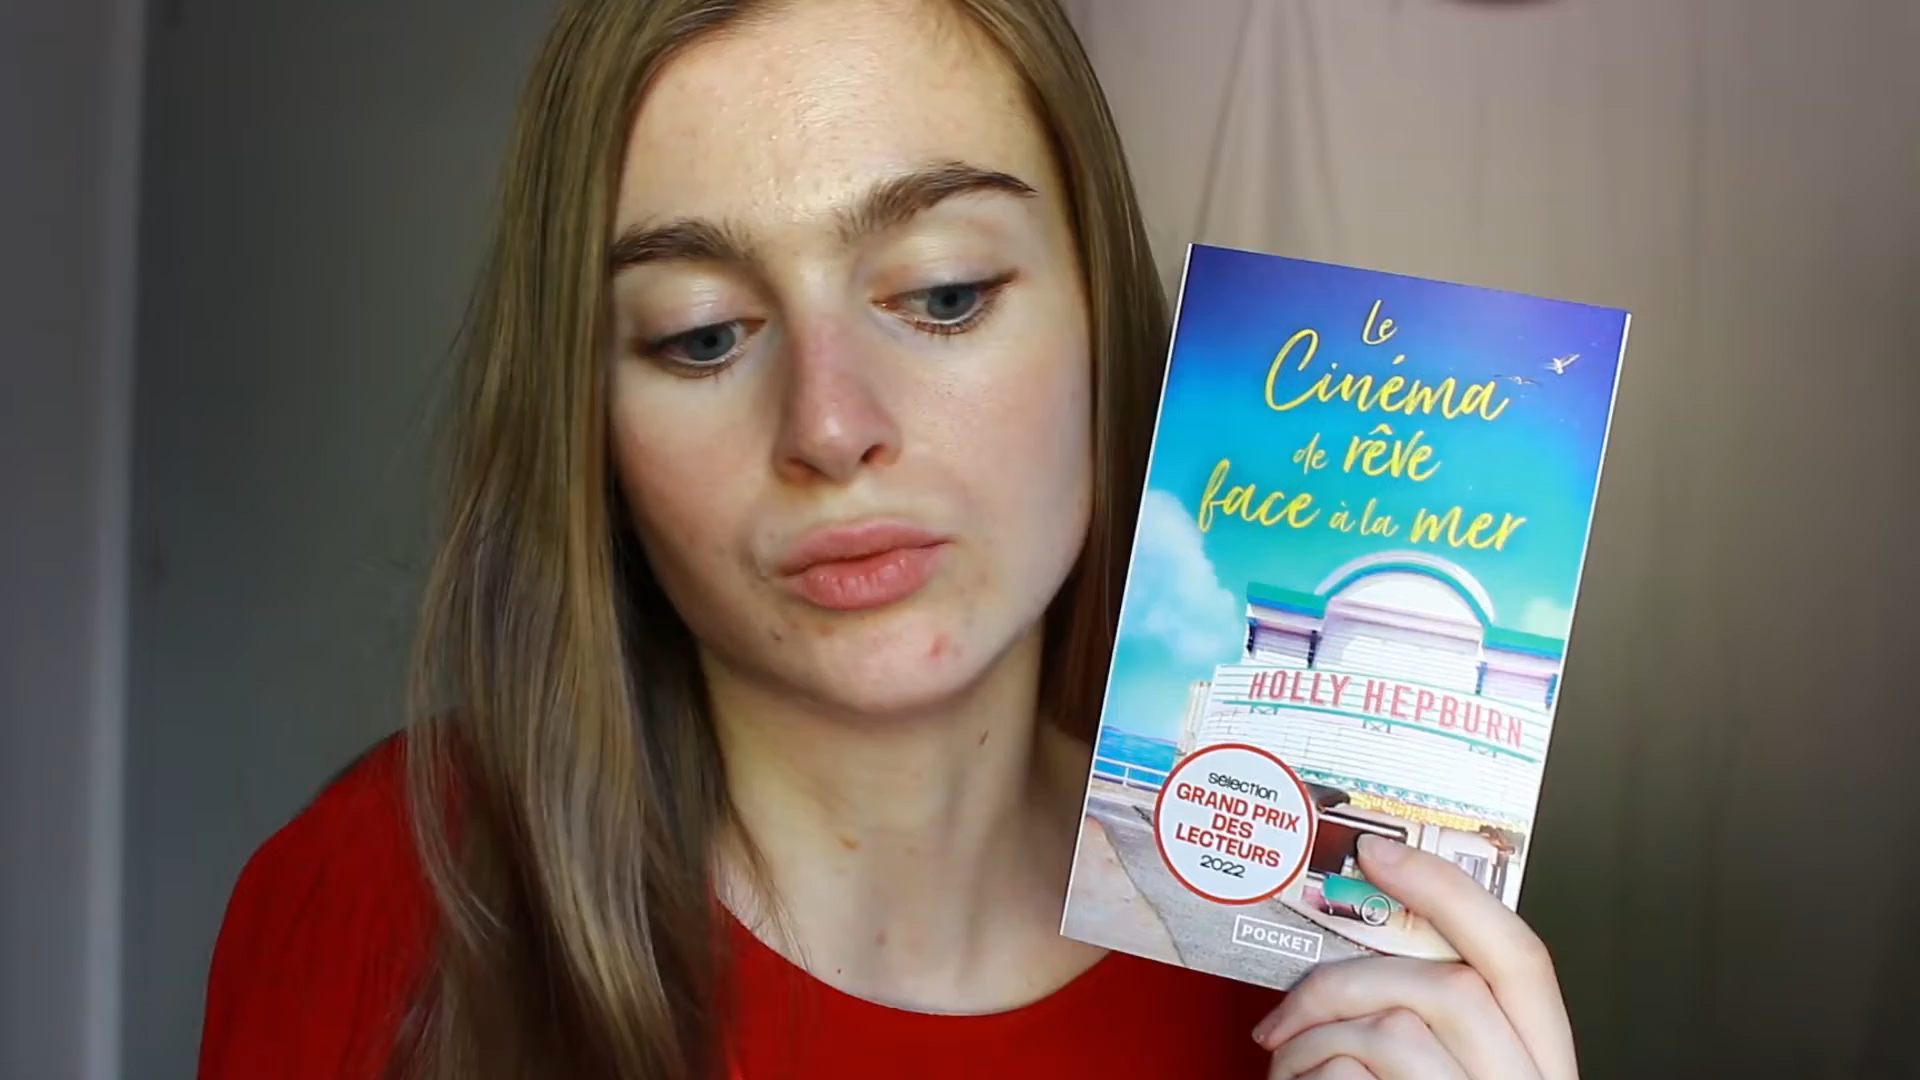 Le
Cinéma
de rêve
face à la mer
HOLLY HEPBURN
sélection
GRAND PRIX
DES
LECTEURS
2022
POCKET